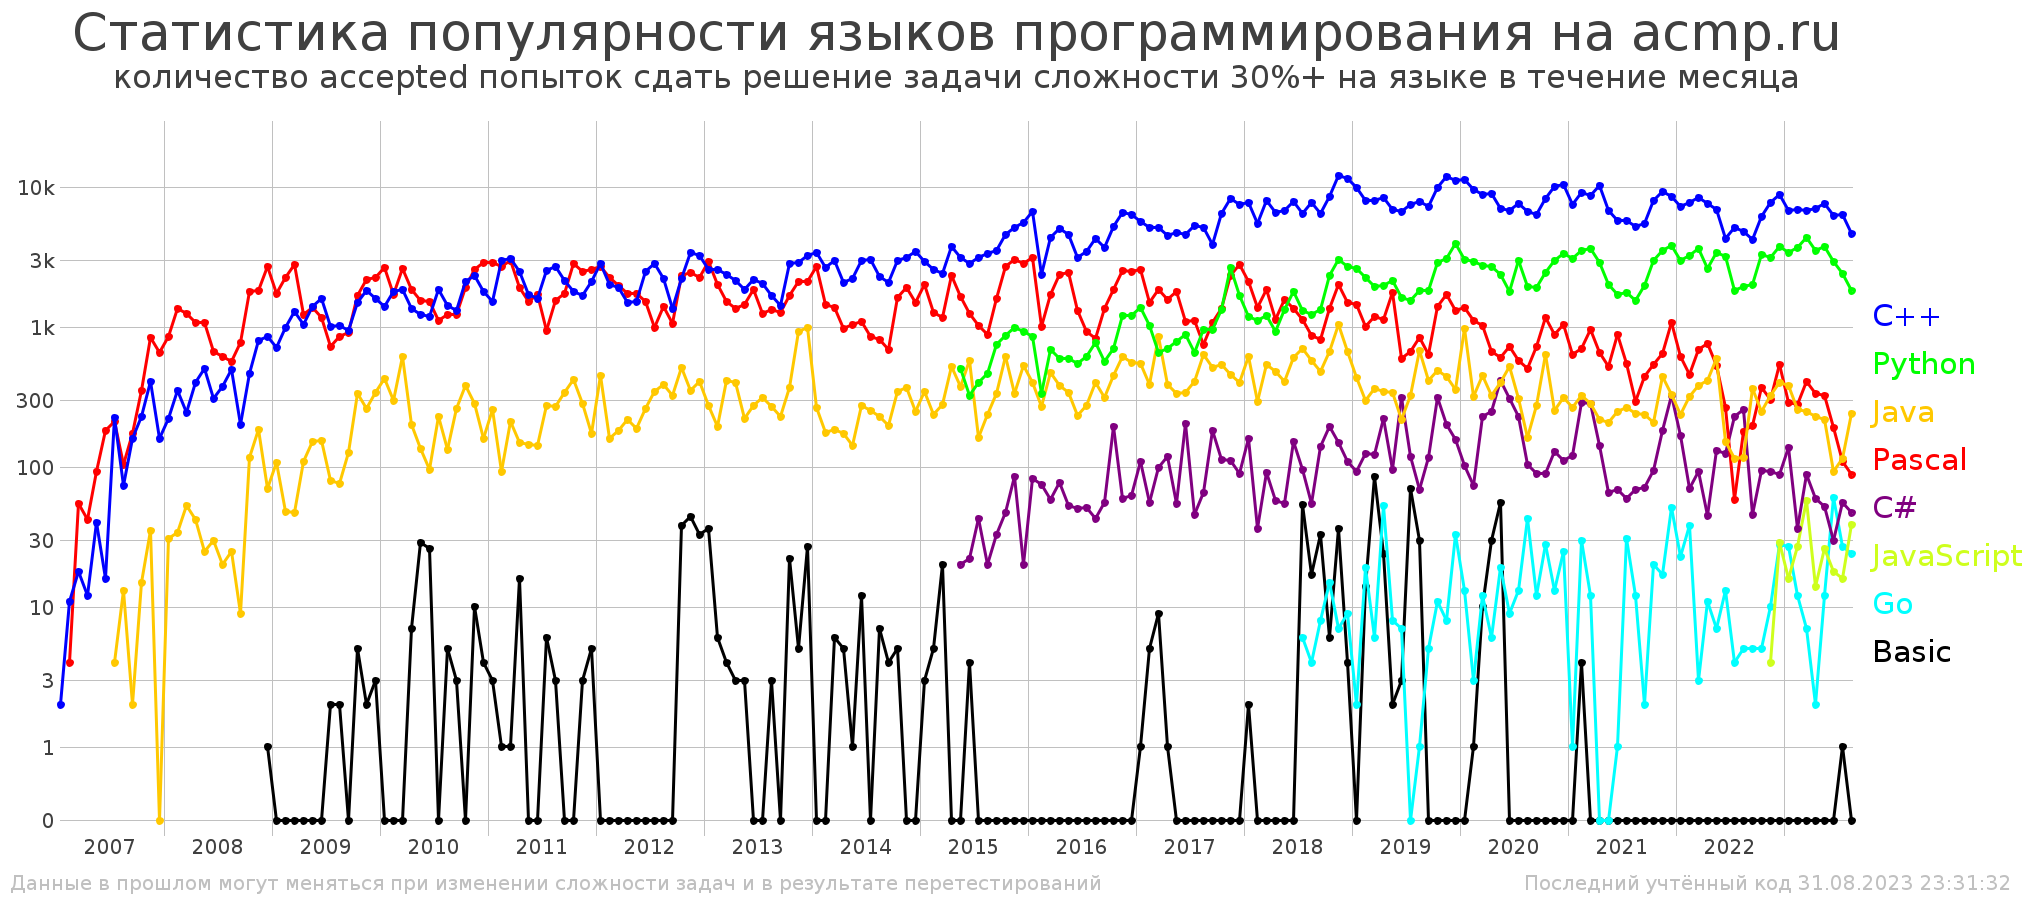 Статистика популярности языков программирования на acmp.ru
количество accepted попыток сдать решение задачи сложности 30%+ на языке в течение месяца
10k
3k
1k
300
100
30
10
3
1
0
C++
Python
Java
Pascal
C#
JavaScript
Go
Basic
2007 2008 2009 2010 2011 2012 2013 2014 2015 2016 2017 2018 2019 2020 2021 2022
Данные в прошлом могут меняться при изменении сложности задач и в результате перетестирований
Последний учтённый код 31.08.2023 23:31:32